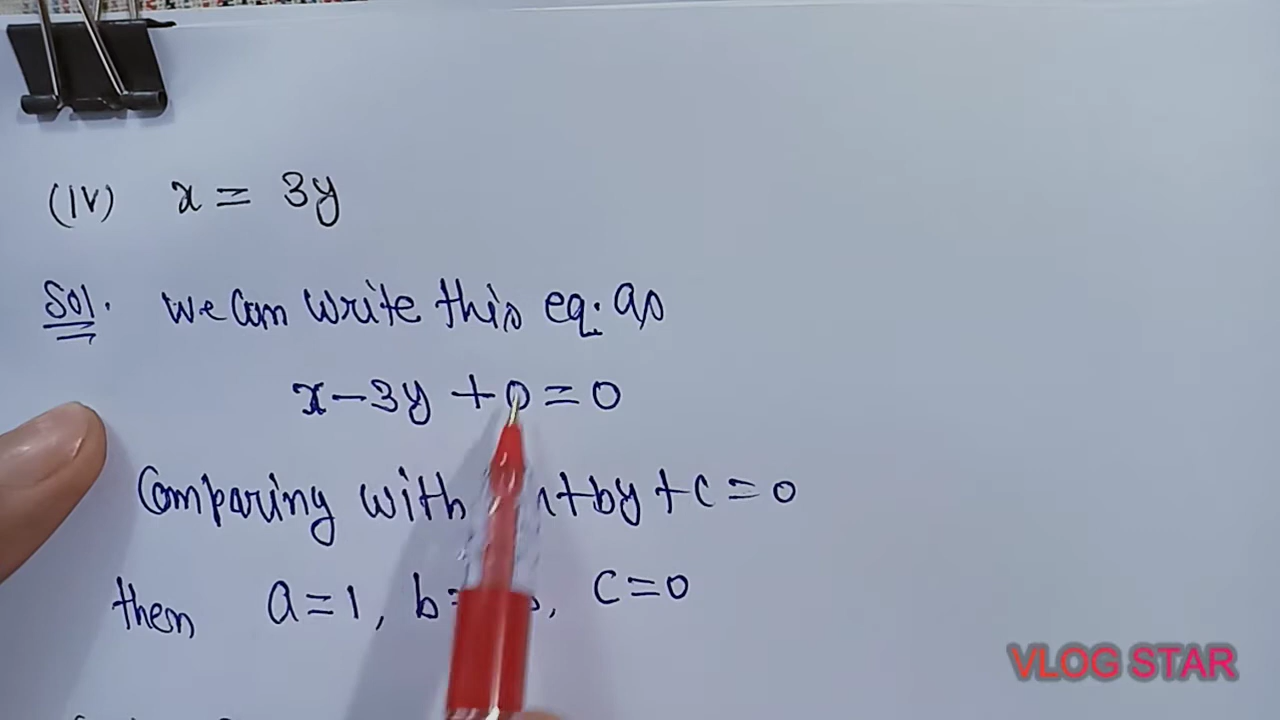 (IV) x = 3y
Sol. We can write this eq. as
x - 3y + 0 = 0
Comparing with +by + c = 0
then a = 1, b= , c = 0
VLOG STAR